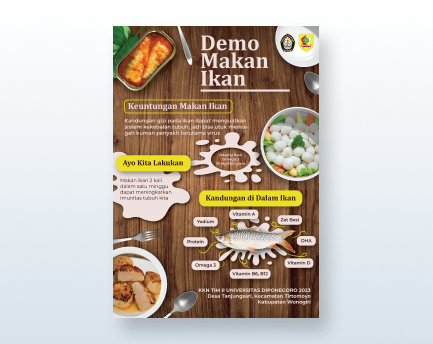 Demo
Makan
Ikan
Keuntungan Makan Ikan
Kandungan gizi pada ikan dapat menguatkan
sistem kekebalan tubuh, jadi bisa utuk mence-
gah kuman penyakit terutama virus
Omega 3
Ayo Kita Lakukan
Makan ikan 2 kali
dalam satu minggu
dapat meningkatkan
imunitas tubuh kita
Kandungan di Dalam Ikan
Vitamin A
Yodium
Zat Besi
Protein
DHA
Omega 3
Vitamin D
Vitamin B6, B12
KKN TIM II UNIVERSITAS DIPONEGORO 2023
Desa Tanjungsari, Kecamatan Tirtomoyo
Kabupaten Wonogiri